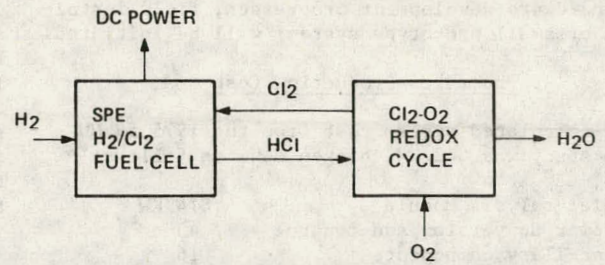 DC POWER
H2
SPE
H2/Cl2
FUEL CELL
Cl2
HCl
Cl2-O2
REDOX
CYCLE
H2O
O2